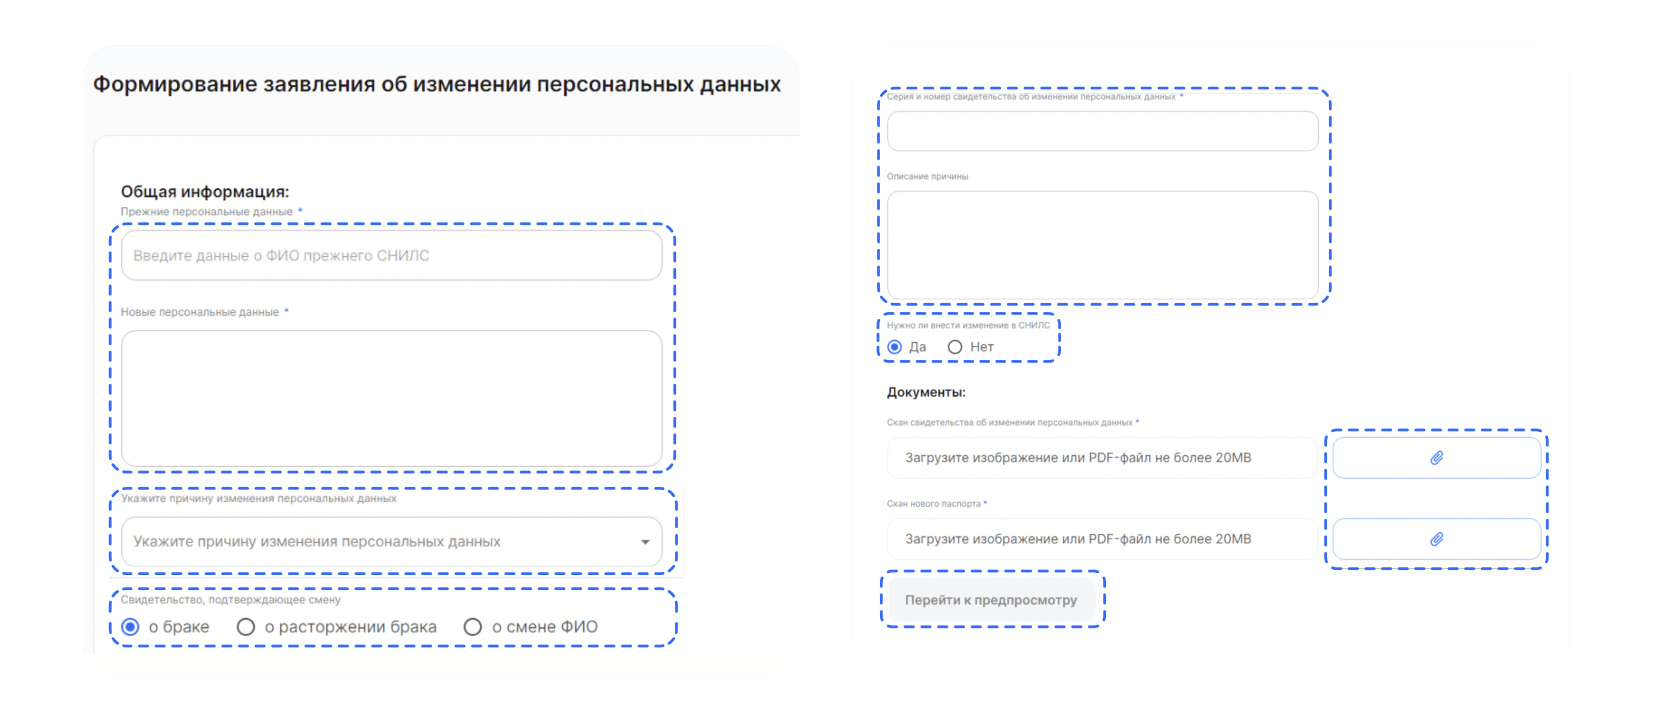 Формирование заявления об изменении персональных данных
Общая информация:
Прежние персональные данные *
Введите данные о ФИО прежнего СНИЛС
Новые персональные данные *
Укажите причину изменения персональных данных
Укажите причину изменения персональных данных
Свидетельство, подтверждающее смену
о браке
о расторжении брака
о смене ФИО
Серия и номер свидетельства об изменении персональных данных *
Описание причины
Нужно ли внести изменение в СНИЛС
Да
Нет
Документы:
Скан свидетельства об изменении персональных данных *
Загрузите изображение или PDF-файл не более 20MB
Скан нового паспорта *
Загрузите изображение или PDF-файл не более 20MB
Перейти к предпросмотру